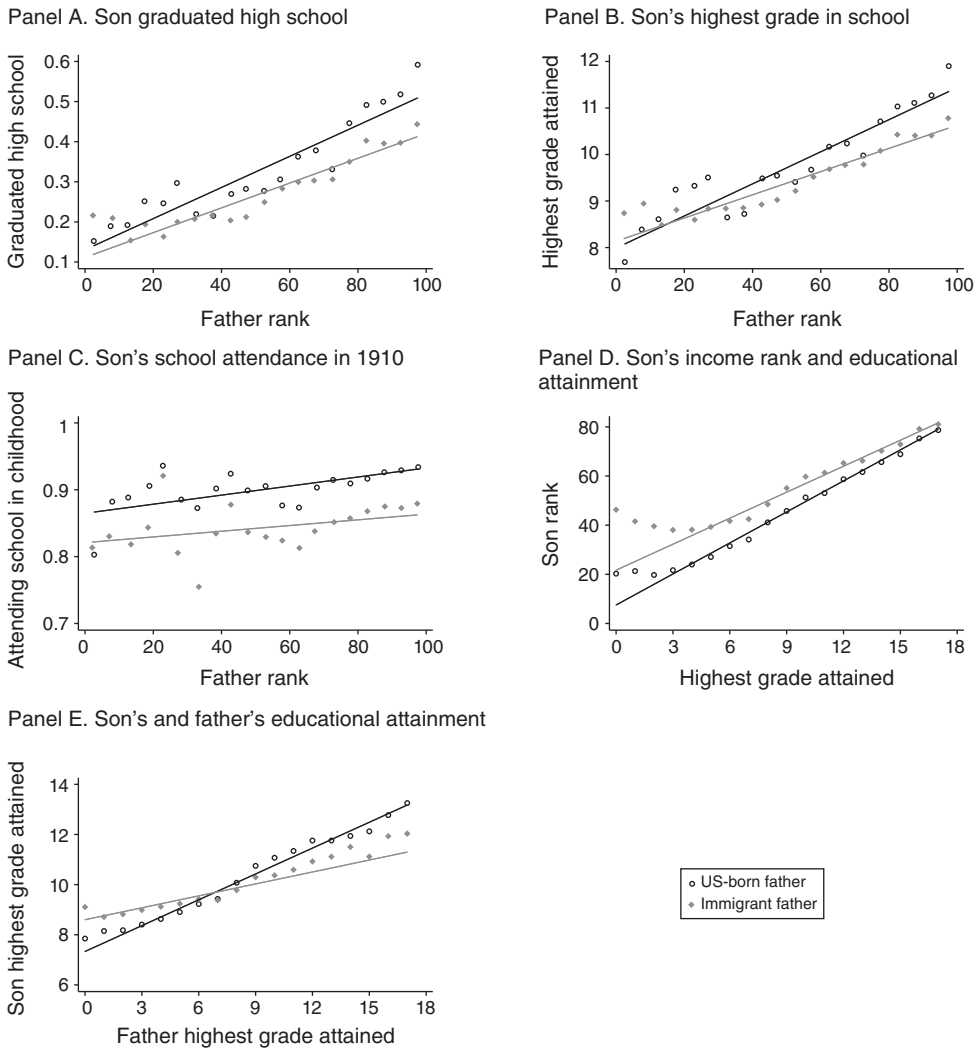 Panel A. Son graduated high school
Graduated high school
0.6
0.5
0.4
0.3
0.2
0.1
0 20 40 60 80 100
Father rank
Panel B. Son’s highest grade in school
Highest grade attained
12
11
10
9
8
0 20 40 60 80 100
Father rank
Panel C. Son’s school attendance in 1910
Attending school in childhood
1
0.9
0.8
0.7
0 20 40 60 80 100
Father rank
Panel D. Son’s income rank and educational
attainment
Son rank
80
60
40
20
0
0 3 6 9 12 15 18
Highest grade attained
Panel E. Son’s and father’s educational attainment
Son highest grade attained
14
12
10
8
6
0 3 6 9 12 15 18
Father highest grade attained
US-born father
Immigrant father